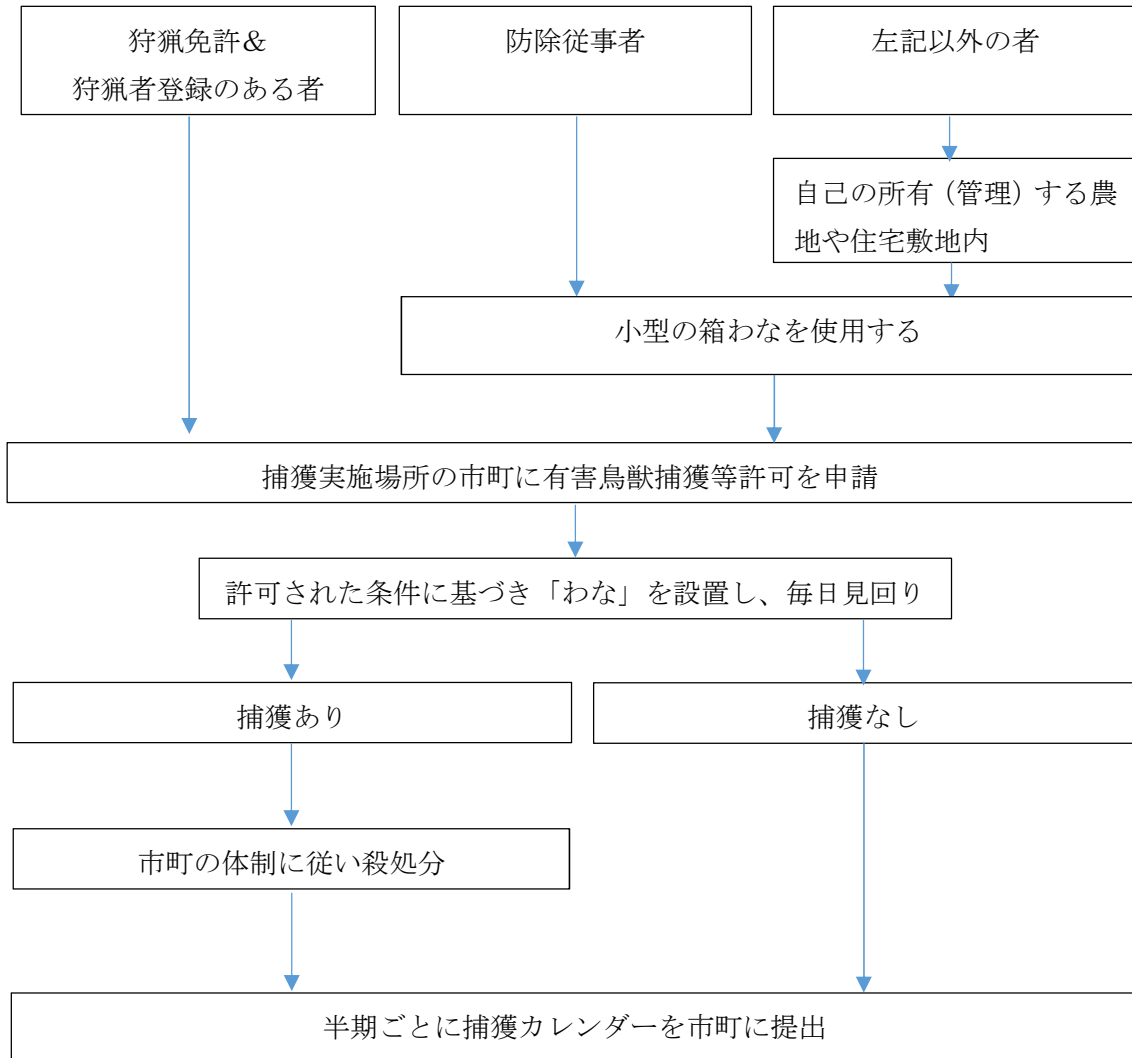 狩猟免許＆
狩猟者登録のある者
防除従事者
左記以外の者
自己の所有（管理）する農
地や住宅敷地内
小型の箱わなを使用する
捕獲実施場所の市町に有害鳥獣捕獲等許可を申請
許可された条件に基づき「わな」を設置し、毎日見回り
捕獲あり
捕獲なし
市町の体制に従い殺処分
半期ごとに捕獲カレンダーを市町に提出